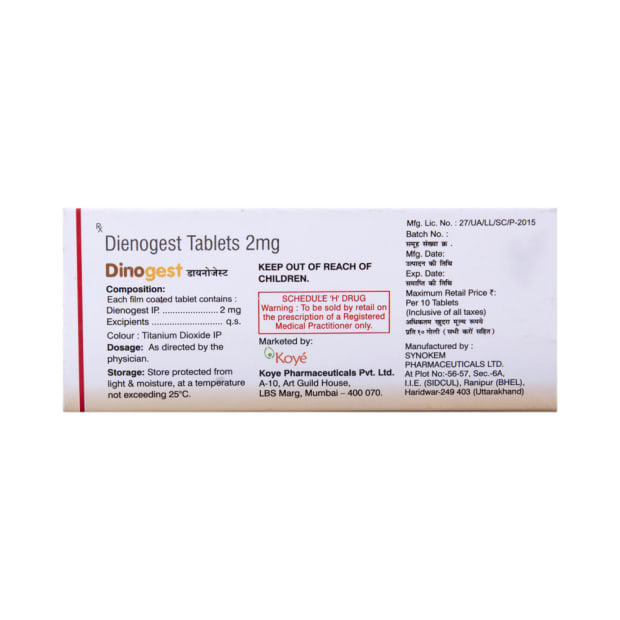 Rx
Dienogest Tablets 2mg
Dinogest डायनोजेस्ट
Composition:
Each film coated tablet contains :
Dienogest IP. ..................... 2 mg
Excipients .......................... q.s.
Colour : Titanium Dioxide IP
Dosage: As directed by the
physician.
Storage: Store protected from
light & moisture, at a temperature
not exceeding 25°C.
KEEP OUT OF REACH OF
CHILDREN.
SCHEDULE 'H' DRUG
Warning : To be sold by retail on
the prescription of a Registered
Medical Practitioner only.
Marketed by:
Koyé
Koye Pharmaceuticals Pvt. Ltd.
A-10, Art Guild House,
LBS Marg, Mumbai – 400 070.
Mfg. Lic. No. : 27/UA/LL/SC/P-2015
Batch No. :
समूह संख्या क्र .
Mfg. Date:
उत्पादन की तिथि
Exp. Date:
समाप्ति की तिथि
Maximum Retail Price ₹:
Per 10 Tablets
(Inclusive of all taxes)
अधिकतम खुदरा मूल्य रूपये
प्रति १० गोली (सभी करों सहित)
Manufactured by :
SYNOKEM
PHARMACEUTICALS LTD.
At Plot No:-56-57, Sec.-6A,
I.I.E. (SIDCUL), Ranipur (BHEL),
Haridwar-249 403 (Uttarakhand)